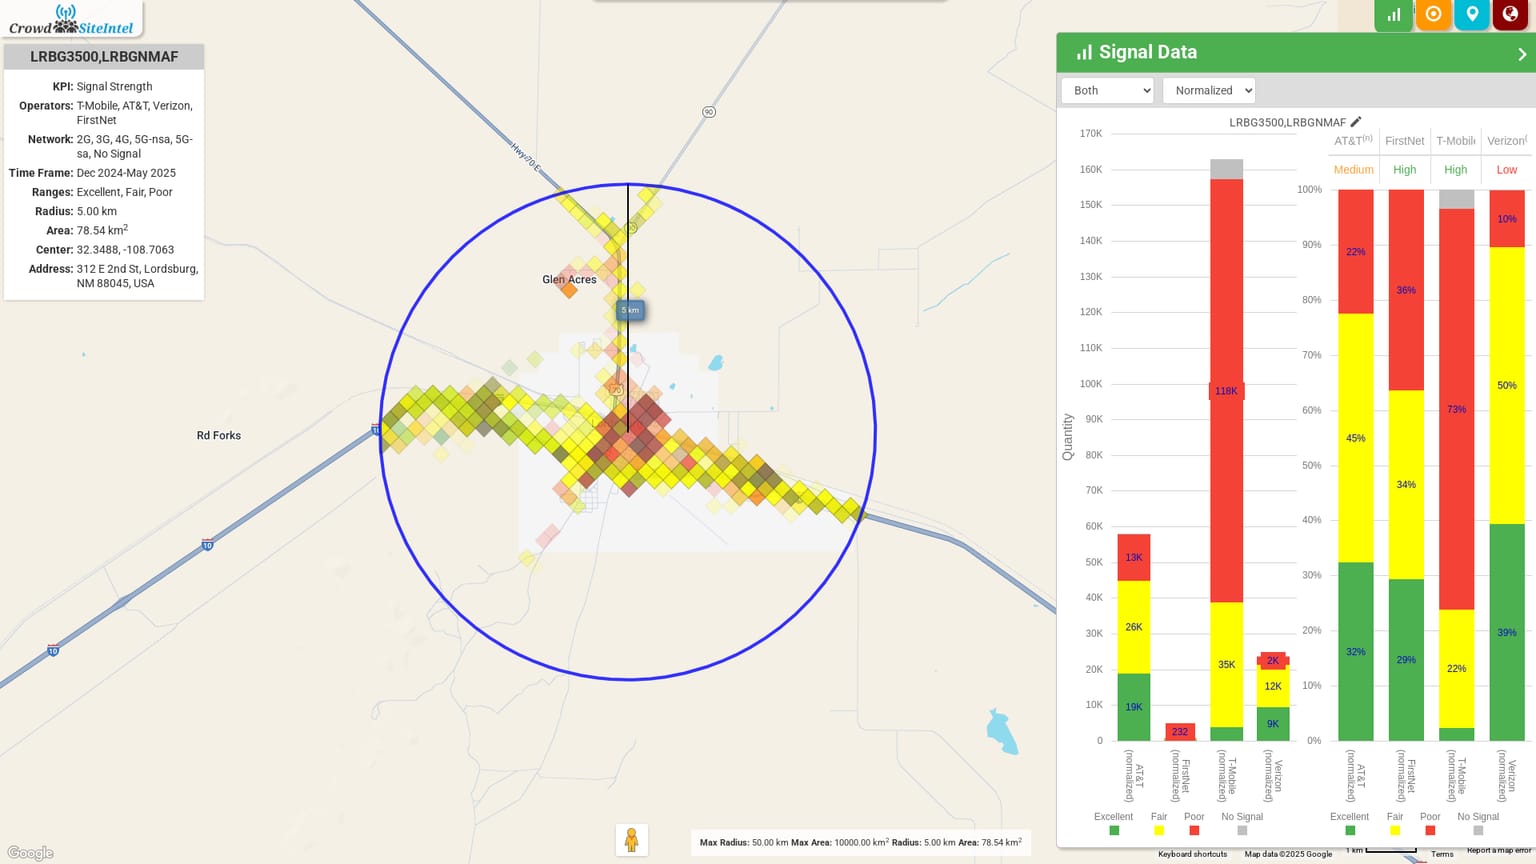 Crowd SiteIntel
LRBG3500,LRBGNMAF
KPI: Signal Strength
Operators: T-Mobile, AT&T, Verizon,
FirstNet
Network: 2G, 3G, 4G, 5G-nsa, 5G-
sa, No Signal
Time Frame: Dec 2024-May 2025
Ranges: Excellent, Fair, Poor
Radius: 5.00 km
Area: 78.54 km²
Center: 32.3488, -108.7063
Address: 312 E 2nd St, Lordsburg,
NM 88045, USA
90
Hwy 70 E
90
Glen Acres
5 km
70
Rd Forks
10
10
10
Google
Max Radius: 50.00 km Max Area: 10000.00 km² Radius: 5.00 km Area: 78.54 km²
Signal Data
Both
Normalized
LRBG3500,LRBGNMAF
Quantity
170K
160K
150K
140K
130K
120K
110K
100K
90K
80K
70K
60K
50K
40K
30K
20K
10K
0
13K
26K
19K
232
118K
35K
2K
12K
9K
AT&T
(normalized)
FirstNet
(normalized)
T-Mobile
(normalized)
Verizon
(normalized)
Excellent Fair Poor No Signal
AT&T(n) FirstNet T-Mobile Verizon(
Medium High High Low
100%
90%
80%
70%
60%
50%
40%
30%
20%
10%
0%
22%
45%
32%
36%
34%
29%
73%
22%
10%
50%
39%
AT&T
(normalized)
FirstNet
(normalized)
T-Mobile
(normalized)
Verizon
(normalized)
Excellent Fair Poor No Signal
Keyboard shortcuts Map data ©2025 Google 1 km Terms Report a map error